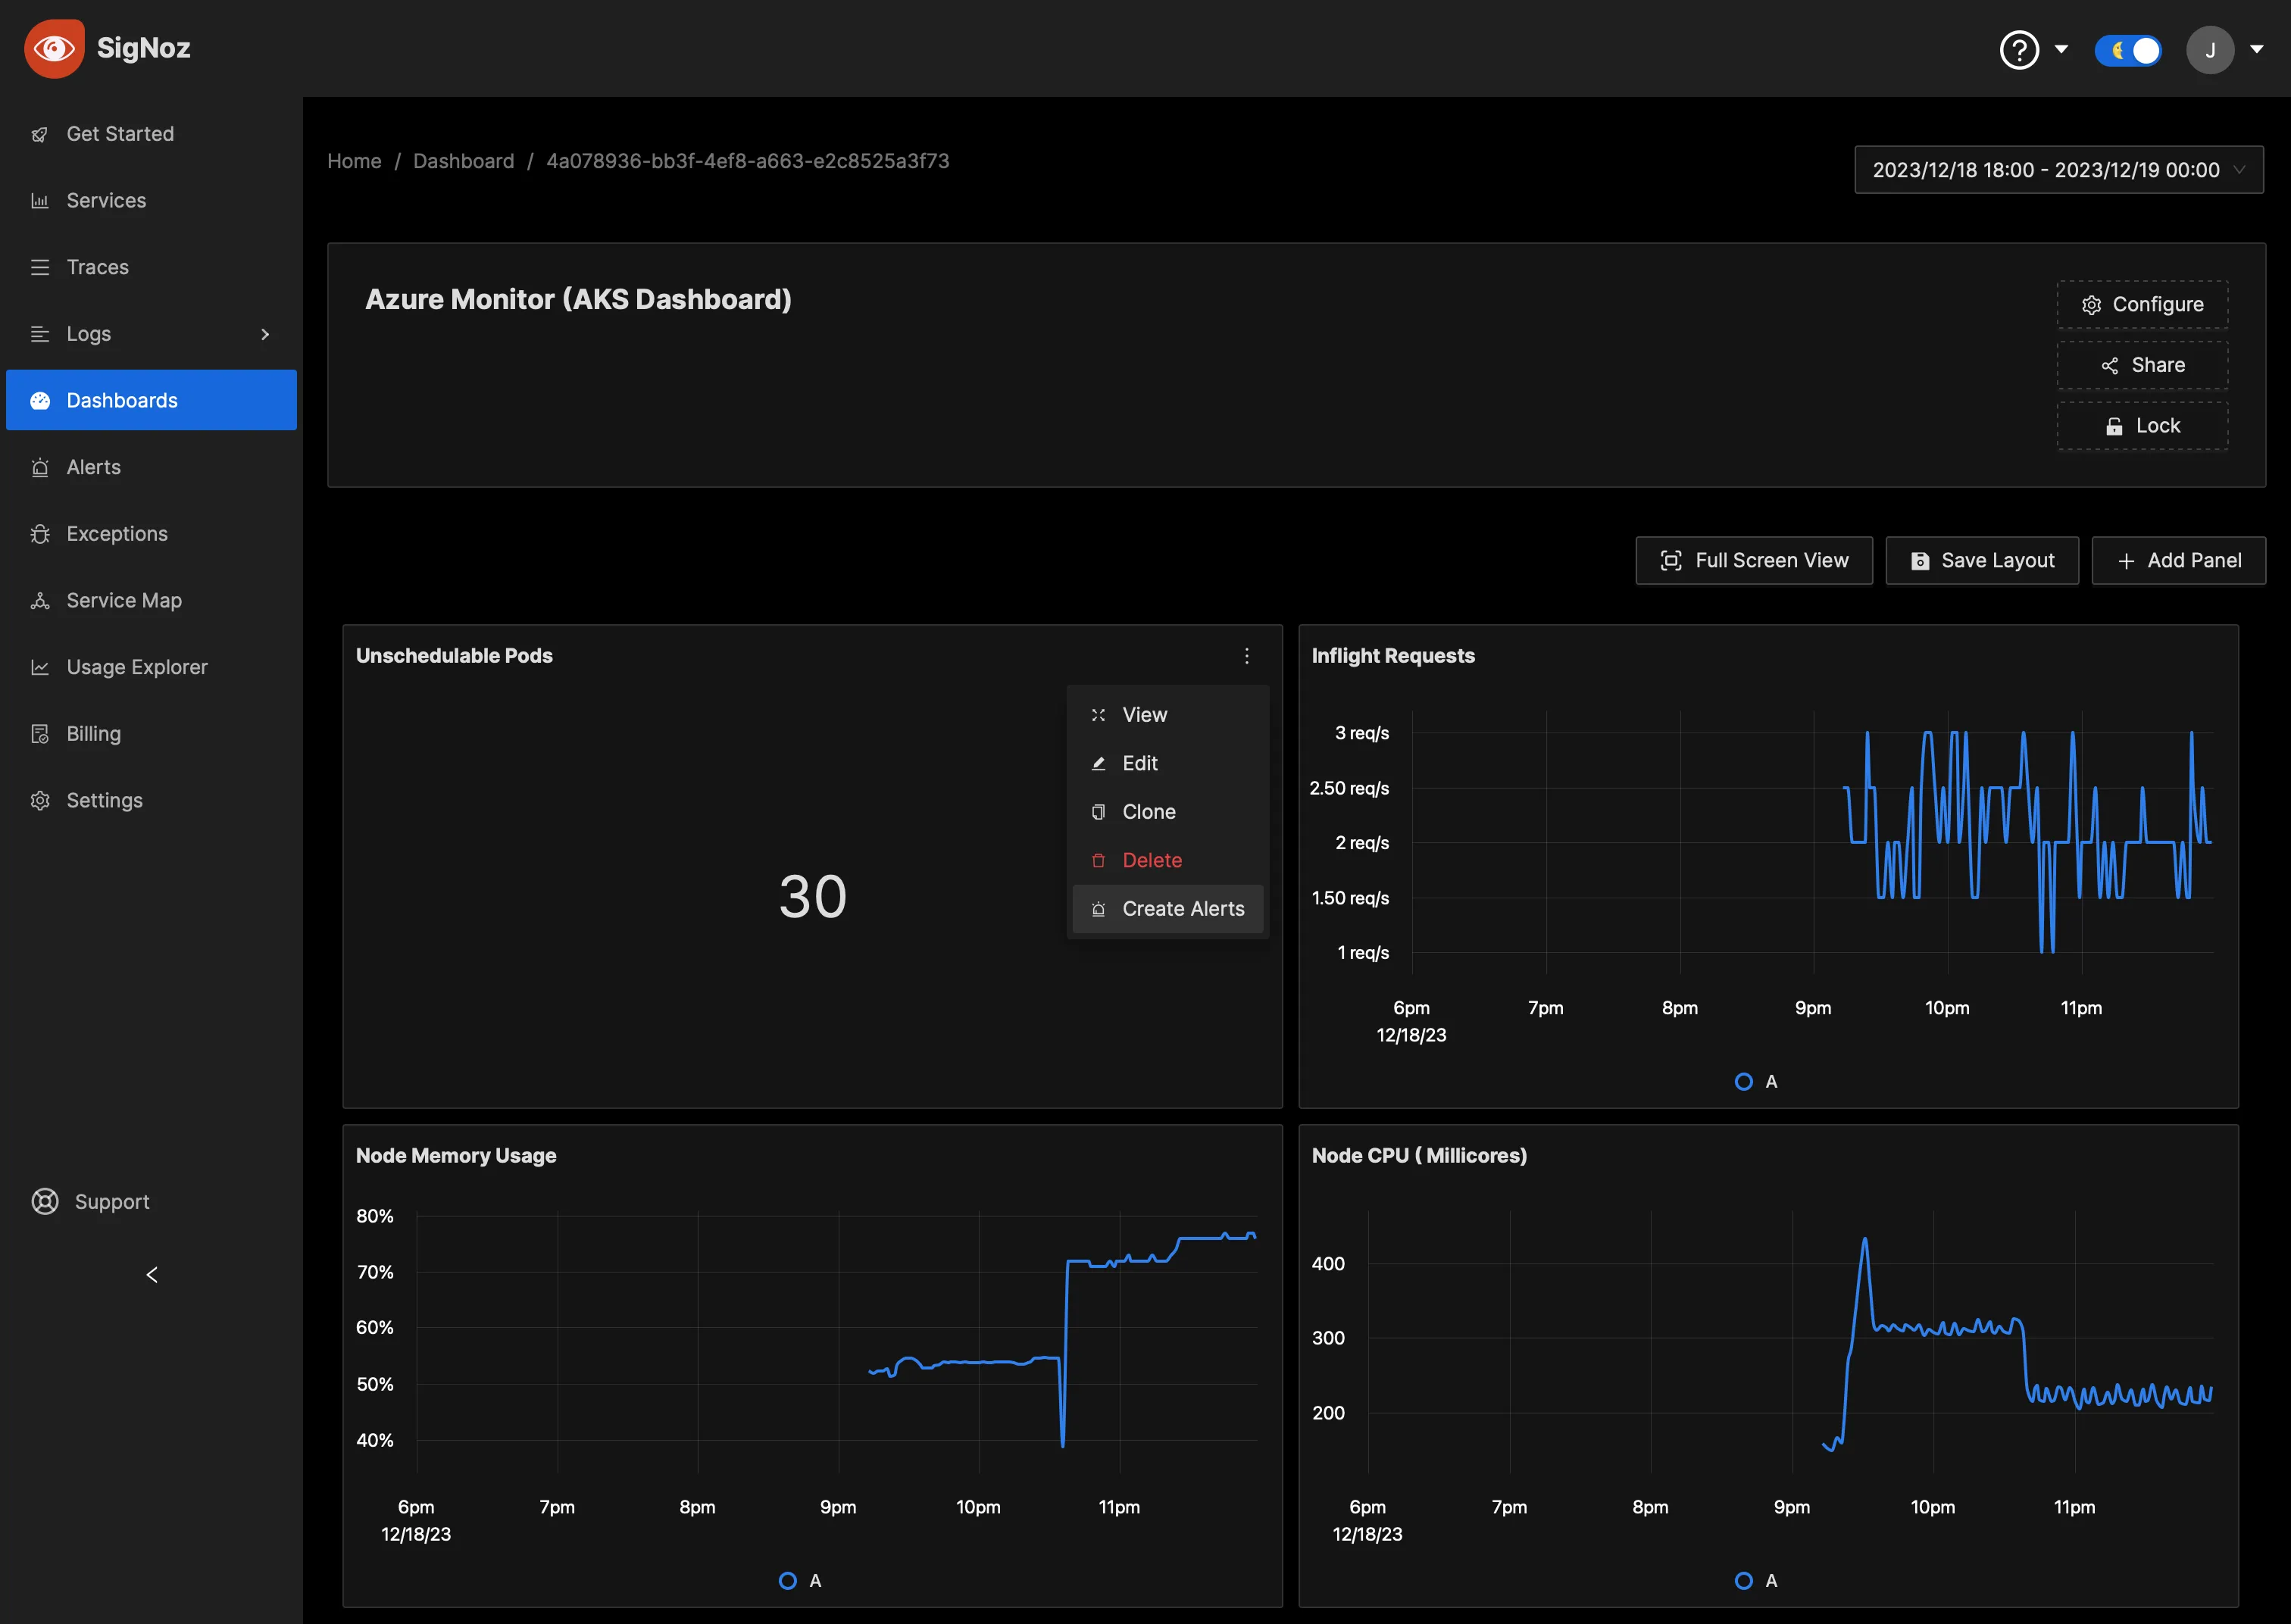 SigNoz
J
Get Started
Services
Traces
Logs
Dashboards
Alerts
Exceptions
Service Map
Usage Explorer
Billing
Settings
Support
Home / Dashboard / 4a078936-bb3f-4ef8-a663-e2c8525a3f73
2023/12/18 18:00 - 2023/12/19 00:00
Azure Monitor (AKS Dashboard)
Configure
Share
Lock
Full Screen View
Save Layout
Add Panel
Unschedulable Pods
30
View
Edit
Clone
Delete
Create Alerts
Inflight Requests
3 req/s
2.50 req/s
2 req/s
1.50 req/s
1 req/s
6pm 7pm 8pm 9pm 10pm 11pm
12/18/23
A
Node Memory Usage
80%
70%
60%
50%
40%
6pm 7pm 8pm 9pm 10pm 11pm
12/18/23
A
Node CPU ( Millicores)
400
300
200
6pm 7pm 8pm 9pm 10pm 11pm
12/18/23
A